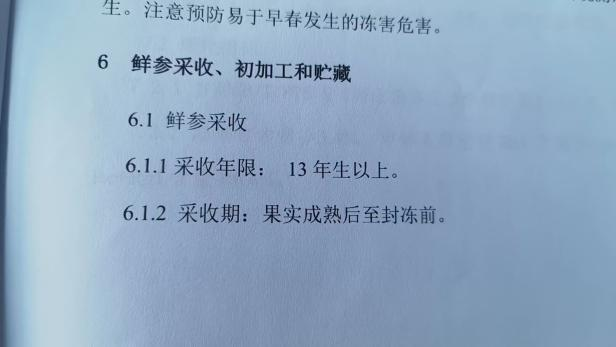 生。注意预防易于早春发生的冻害危害。
6 鲜参采收、初加工和贮藏
6.1 鲜参采收
6.1.1 采收年限： 13 年生以上。
6.1.2 采收期：果实成熟后至封冻前。